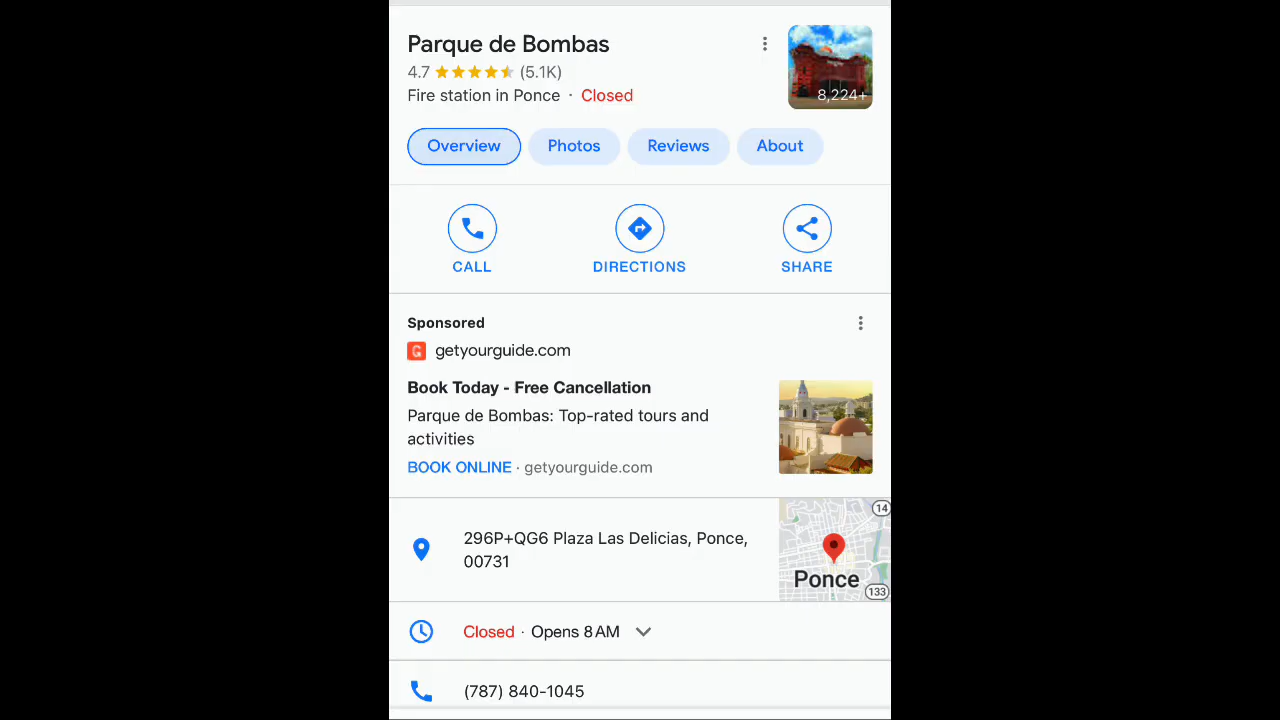 Parque de Bombas
4.7 (5.1K)
Fire station in Ponce · Closed
8,224+
Overview Photos Reviews About
CALL DIRECTIONS SHARE
Sponsored
G getyourguide.com
Book Today - Free Cancellation
Parque de Bombas: Top-rated tours and
activities
BOOK ONLINE · getyourguide.com
296P+QG6 Plaza Las Delicias, Ponce,
00731
14
Ponce
133
Closed · Opens 8 AM
(787) 840-1045